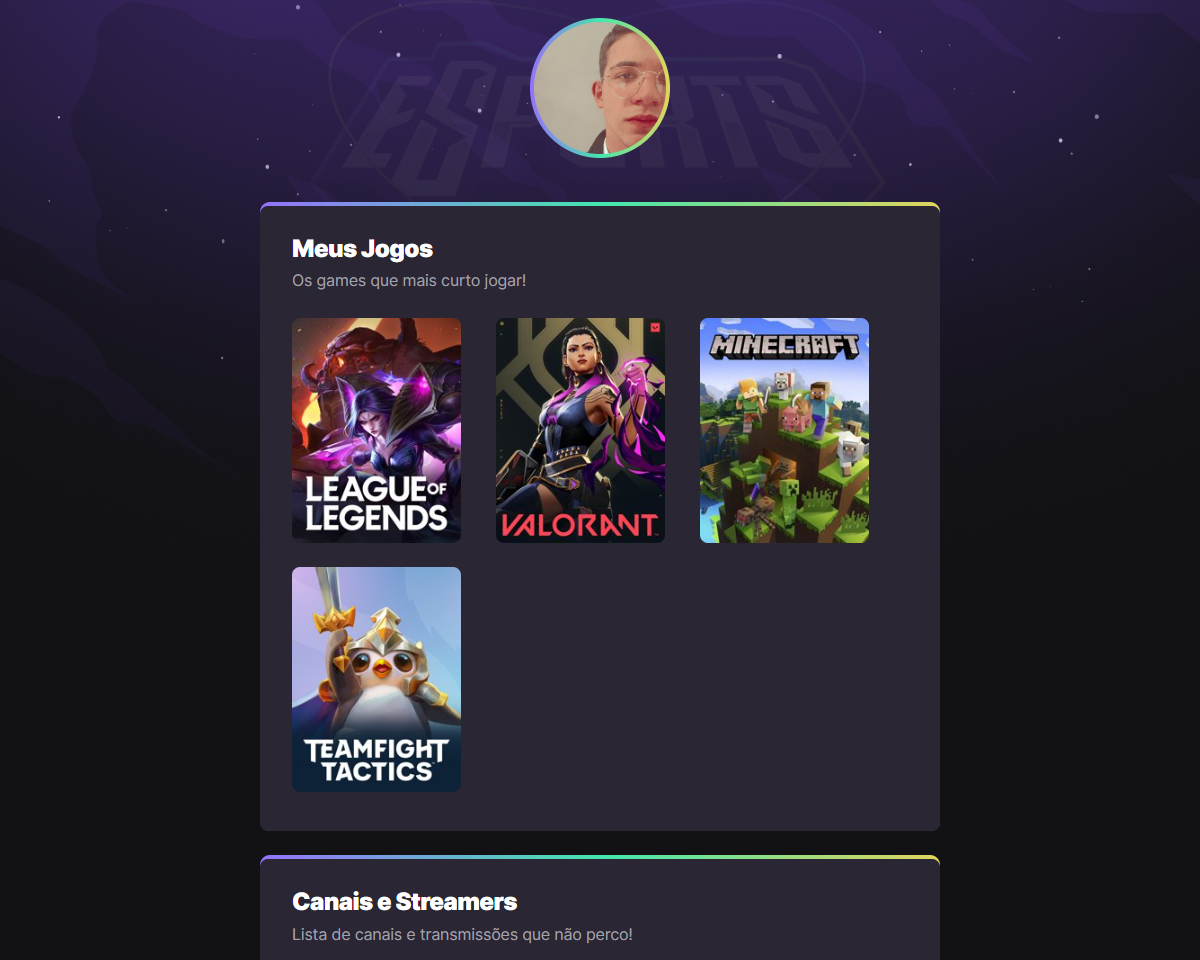 ESPORTS
Meus Jogos
Os games que mais curto jogar!
LEAGUE OF
LEGENDS
VALORANT
MINECRAFT
TEAMFIGHT
TACTICS
Canais e Streamers
Lista de canais e transmissões que não perco!